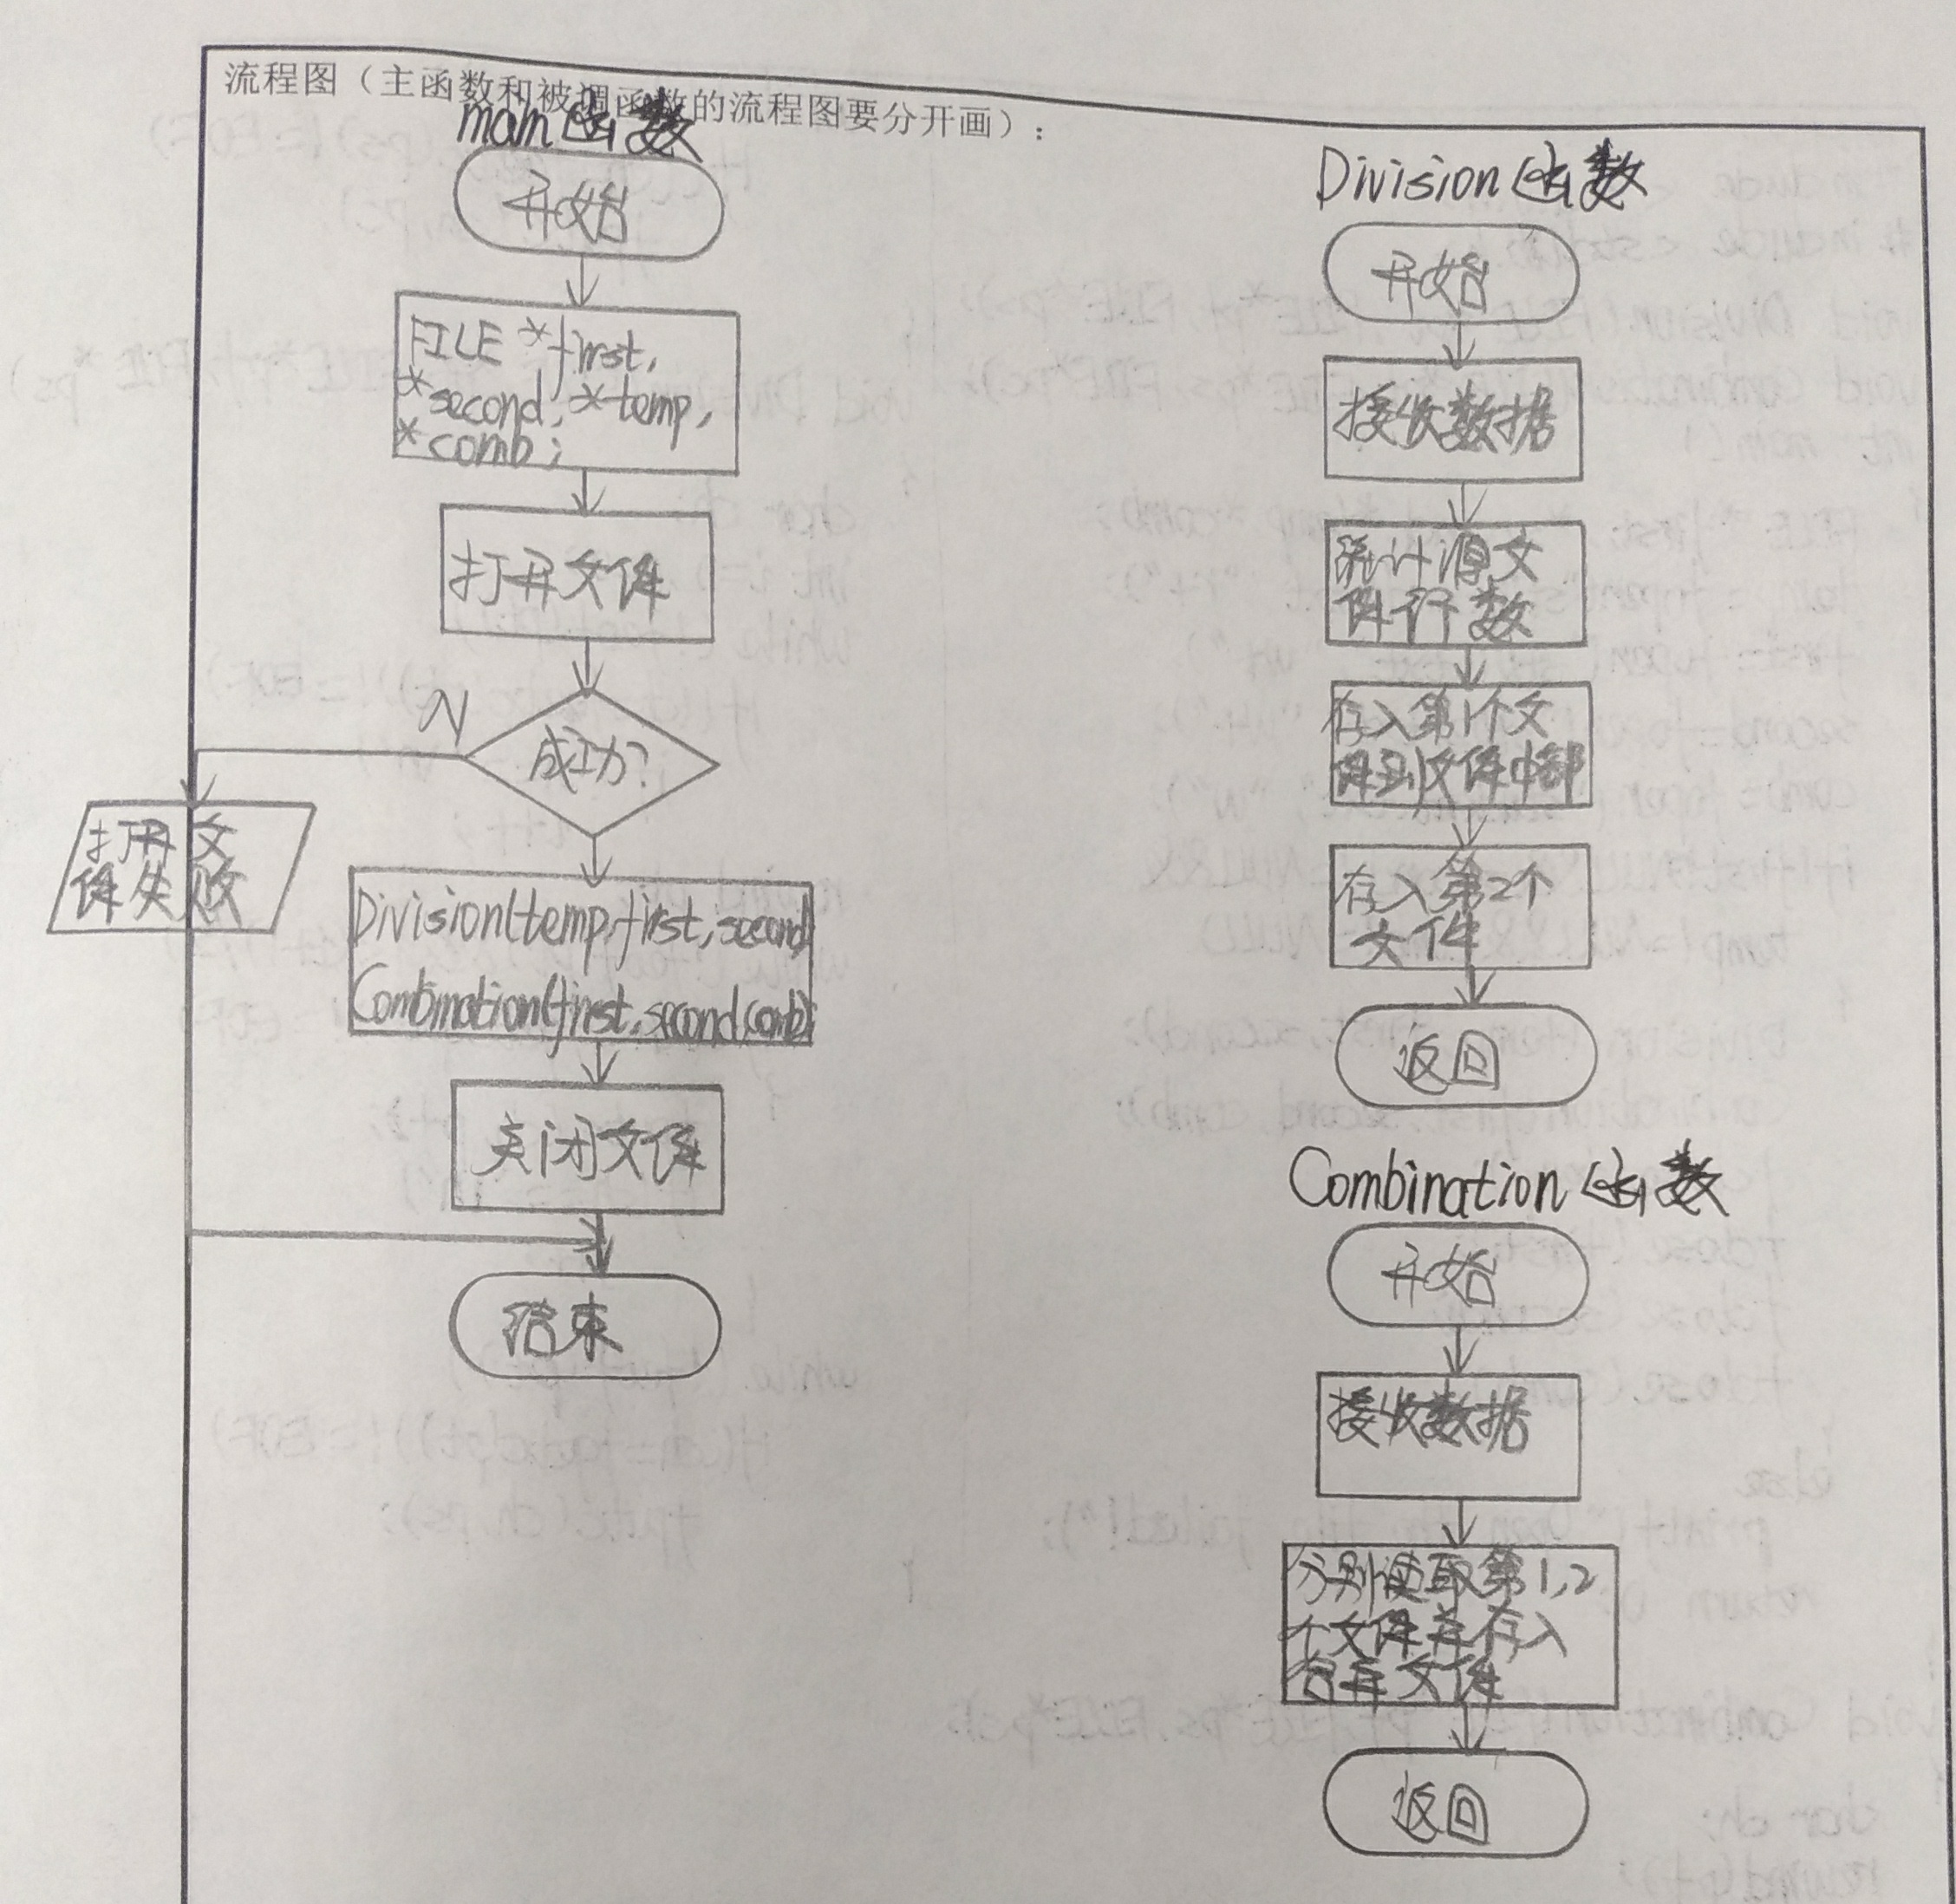 流程图（主函数和被调函数的流程图要分开画）：
main函数
开始
FILE *first,
*second, *temp,
*comb;
打开文件
成功?
N
打开文
件失败
Division(temp,first,second)
Combination(first,second,comb);
关闭文件
结束
Division函数
开始
接收数据
统计源文
件行数
存入第1个文
件到文件中部
存入第2个
文件
返回
Combination函数
开始
接收数据
分别读取第1,2
个文件并存入
合并文件
返回